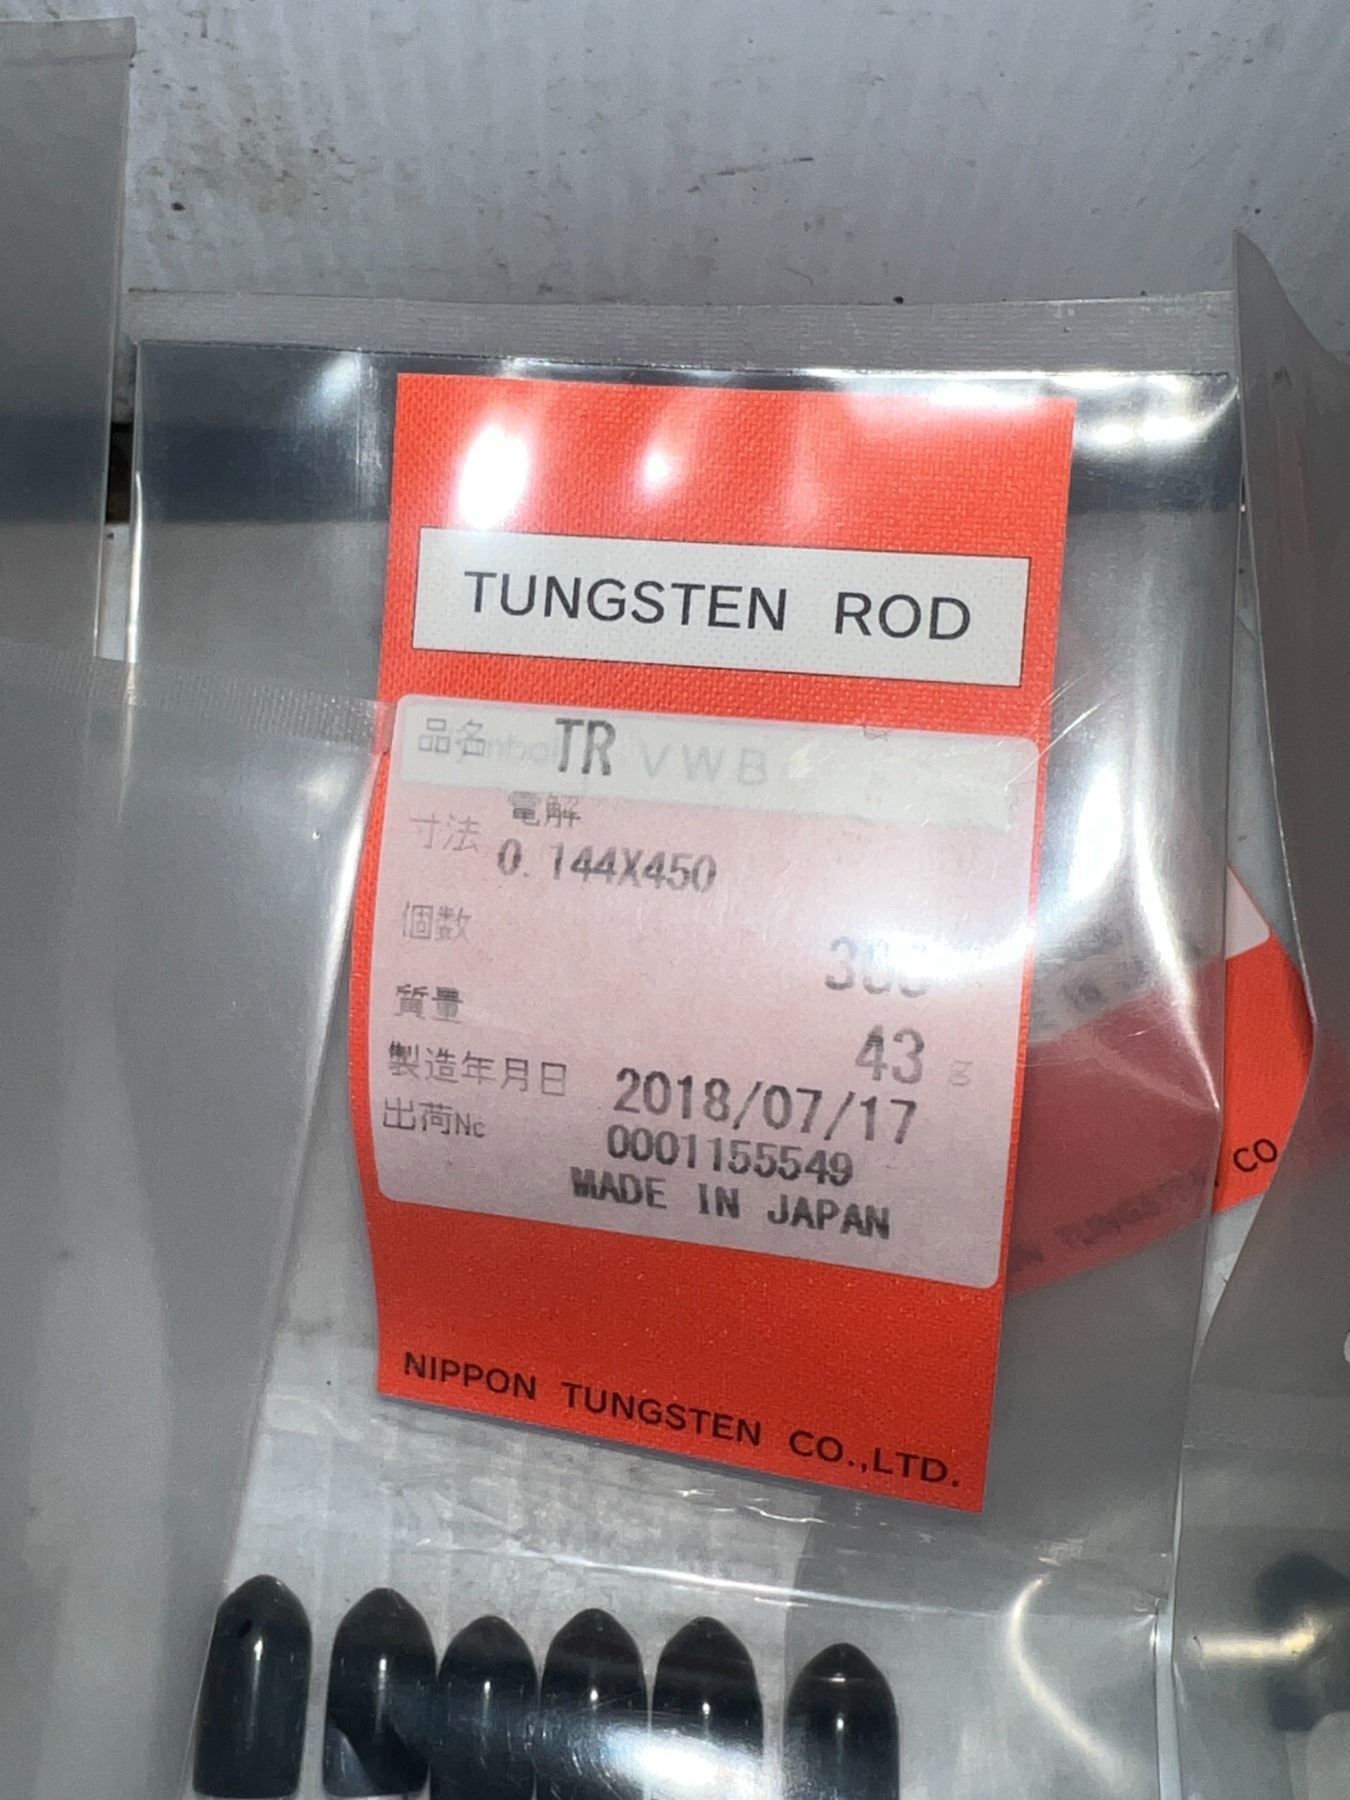 TUNGSTEN ROD
品名 TR VWB
電解
寸法 0.144X450
個数
質量 43 g
製造年月日 2018/07/17
出荷No 0001155549
MADE IN JAPAN
NIPPON TUNGSTEN CO.,LTD.
CO